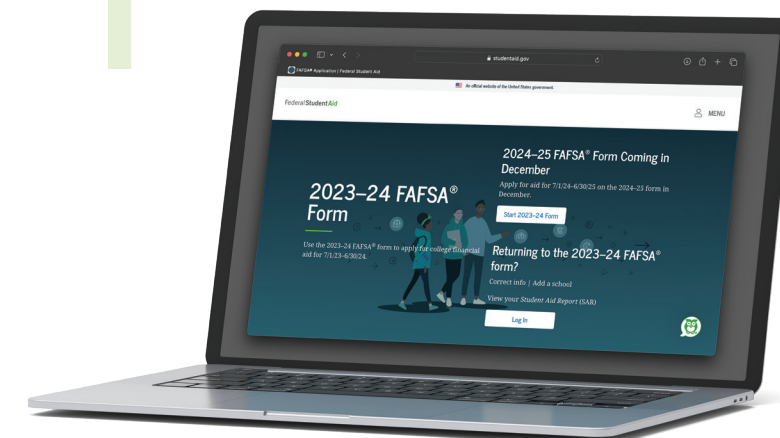 studentaid.gov
FAFSA® Application | Federal Student Aid
An official website of the United States government.
Federal Student Aid
MENU
2023–24 FAFSA®
Form
Use the 2023–24 FAFSA® form to apply for college financial
aid for 7/1/23–6/30/24.
2024–25 FAFSA® Form Coming in
December
Apply for aid for 7/1/24–6/30/25 on the 2024–25 form in
December.
Start 2023–24 Form
Returning to the 2023–24 FAFSA®
form?
Correct info | Add a school
View your Student Aid Report (SAR)
Log In